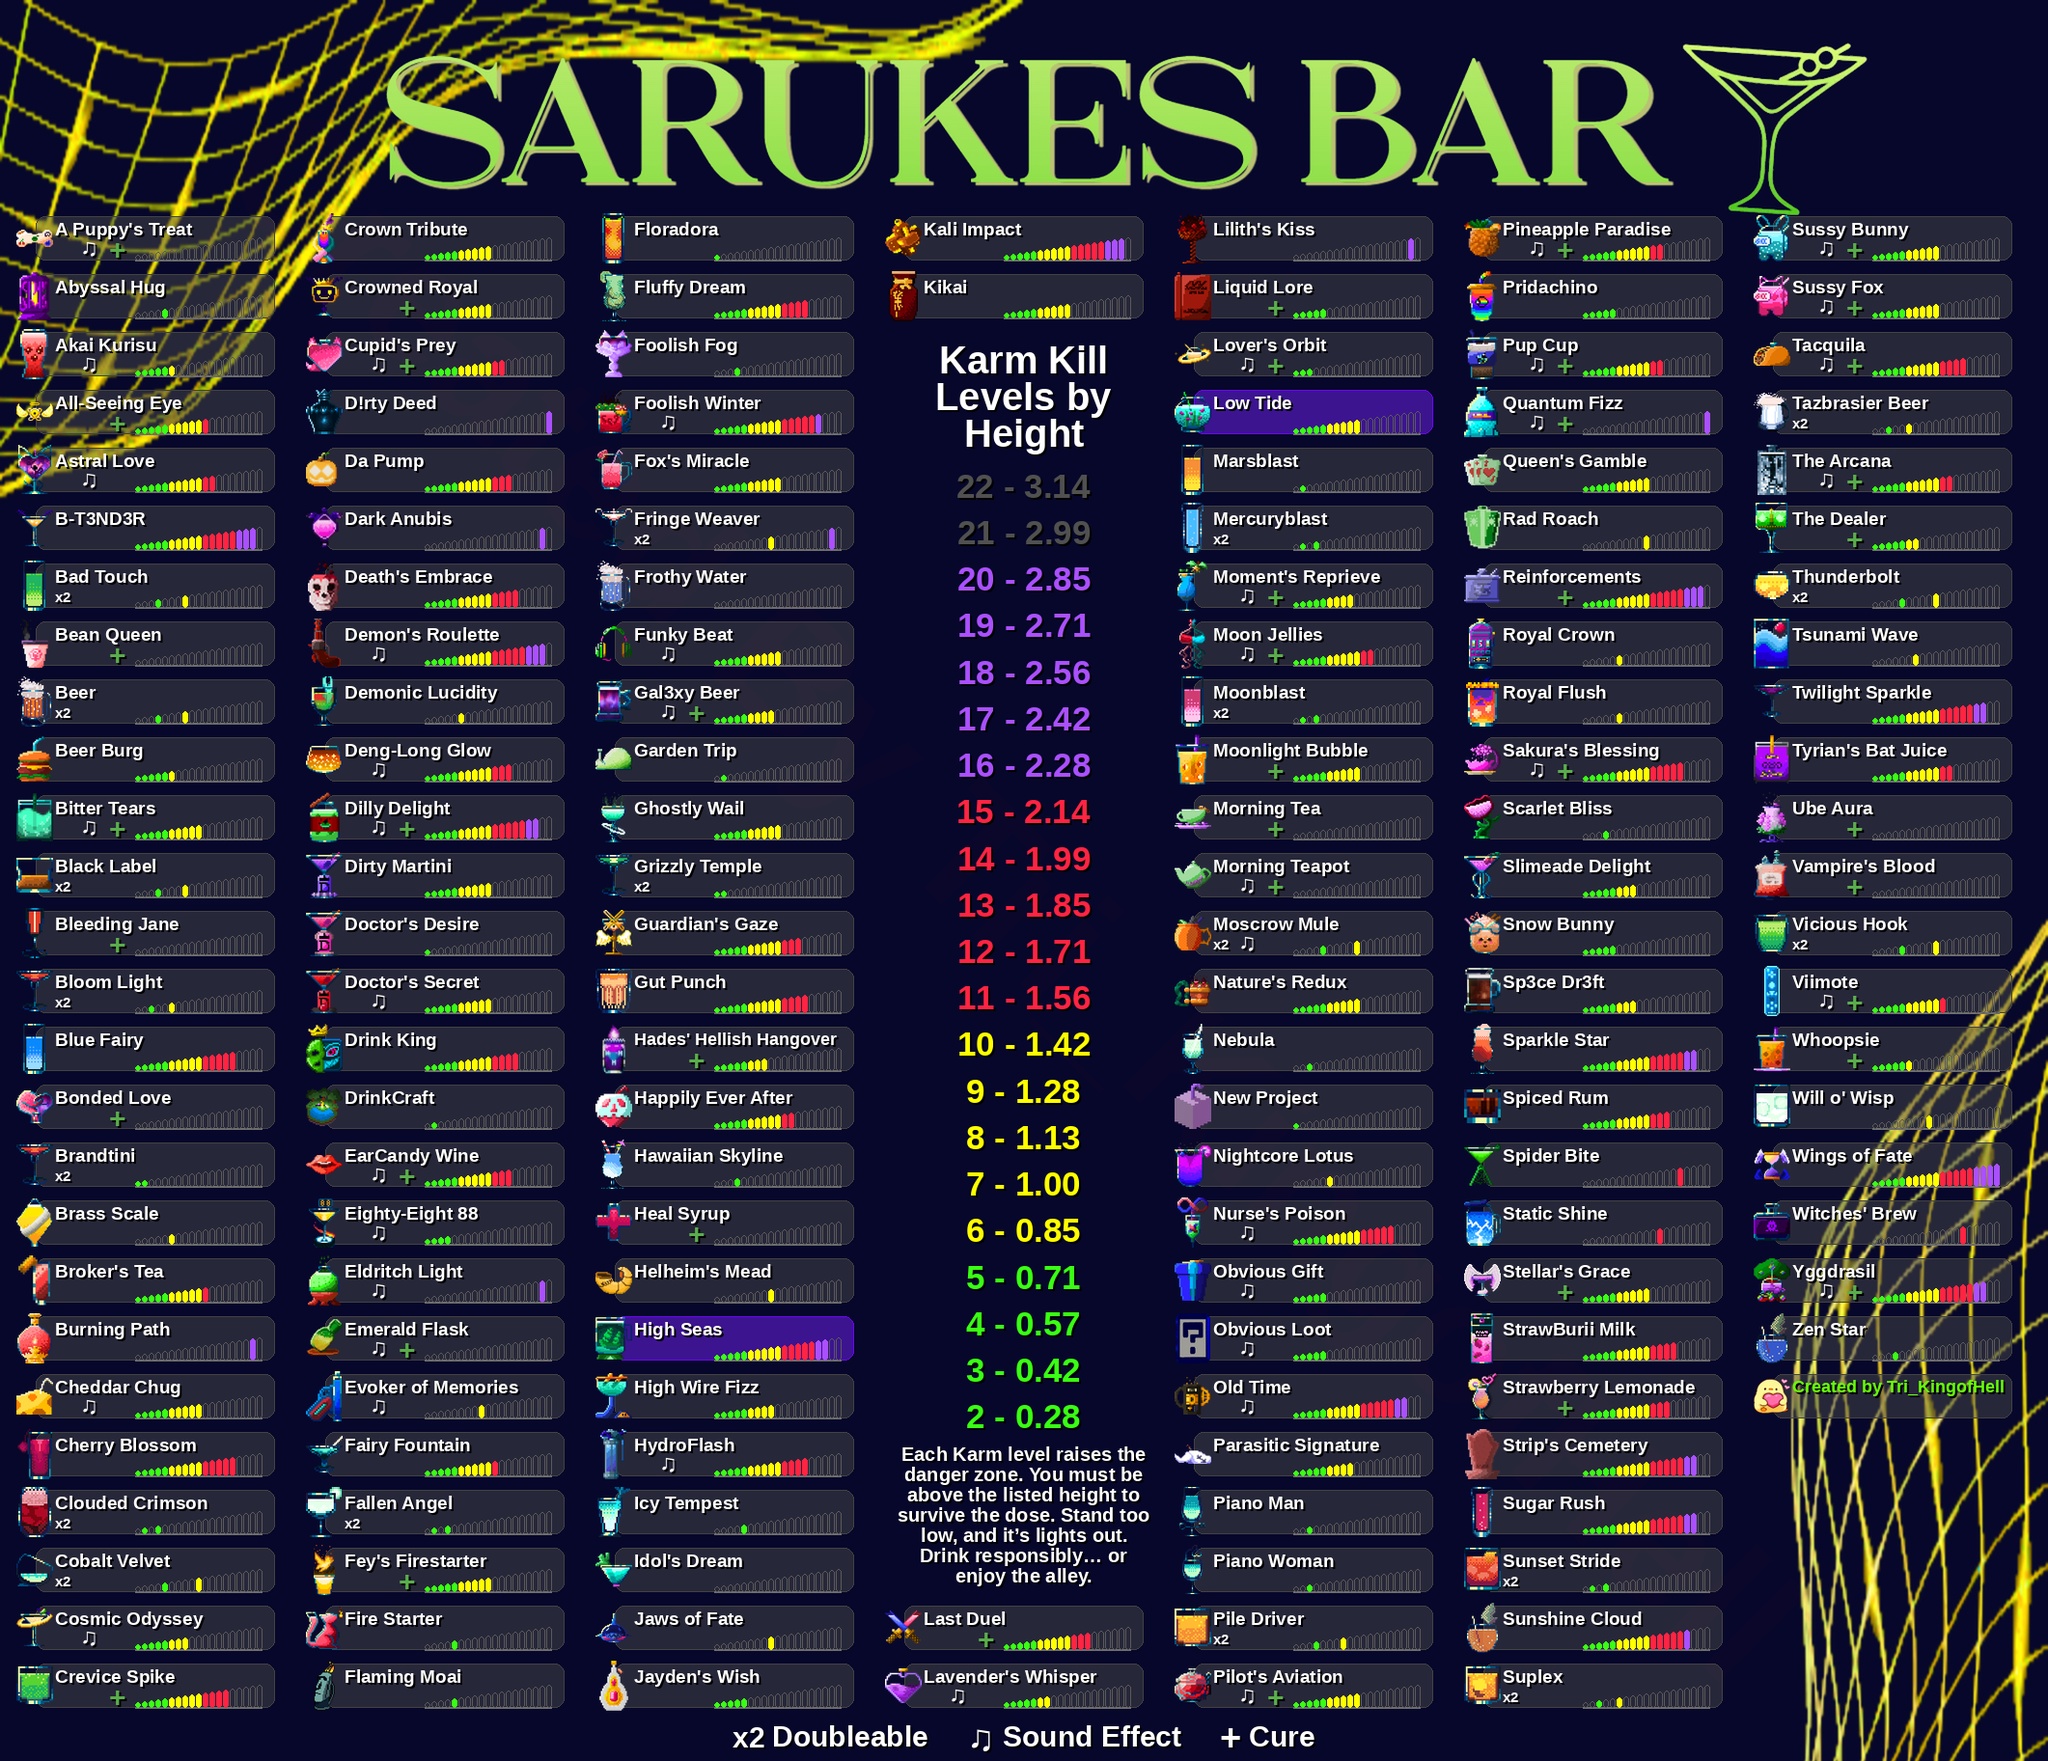 SARUKES BAR
A Puppy's Treat
♫ +
Abyssal Hug
Akai Kurisu
♫
All-Seeing Eye
+
Astral Love
♫
B-T3ND3R
Bad Touch
x2
Bean Queen
+
Beer
x2
Beer Burg
Bitter Tears
♫ +
Black Label
x2
Bleeding Jane
+
Bloom Light
x2
Blue Fairy
Bonded Love
+
Brandtini
x2
Brass Scale
Broker's Tea
Burning Path
Cheddar Chug
♫
Cherry Blossom
Clouded Crimson
x2
Cobalt Velvet
x2
Cosmic Odyssey
♫
Crevice Spike
+
Crown Tribute
Crowned Royal
+
Cupid's Prey
♫ +
D!rty Deed
Da Pump
Dark Anubis
Death's Embrace
Demon's Roulette
♫
Demonic Lucidity
Deng-Long Glow
♫
Dilly Delight
♫ +
Dirty Martini
Doctor's Desire
Doctor's Secret
♫
Drink King
DrinkCraft
EarCandy Wine
♫ +
Eighty-Eight 88
♫
Eldritch Light
♫
Emerald Flask
♫ +
Evoker of Memories
♫
Fairy Fountain
Fallen Angel
x2
Fey's Firestarter
+
Fire Starter
Flaming Moai
Floradora
Fluffy Dream
Foolish Fog
Foolish Winter
♫
Fox's Miracle
Fringe Weaver
x2
Frothy Water
Funky Beat
♫
Gal3xy Beer
♫ +
Garden Trip
Ghostly Wail
Grizzly Temple
x2
Guardian's Gaze
Gut Punch
Hades' Hellish Hangover
+
Happily Ever After
Hawaiian Skyline
Heal Syrup
+
Helheim's Mead
High Seas
High Wire Fizz
HydroFlash
♫
Icy Tempest
Idol's Dream
Jaws of Fate
Jayden's Wish
Kali Impact
Kikai
Karm Kill
Levels by
Height
22 - 3.14
21 - 2.99
20 - 2.85
19 - 2.71
18 - 2.56
17 - 2.42
16 - 2.28
15 - 2.14
14 - 1.99
13 - 1.85
12 - 1.71
11 - 1.56
10 - 1.42
9 - 1.28
8 - 1.13
7 - 1.00
6 - 0.85
5 - 0.71
4 - 0.57
3 - 0.42
2 - 0.28
Each Karm level raises the
danger zone. You must be
above the listed height to
survive the dose. Stand too
low, and it's lights out.
Drink responsibly… or
enjoy the alley.
Last Duel
+
Lavender's Whisper
♫
Lilith's Kiss
Liquid Lore
+
Lover's Orbit
♫ +
Low Tide
Marsblast
Mercuryblast
x2
Moment's Reprieve
♫ +
Moon Jellies
♫ +
Moonblast
x2
Moonlight Bubble
+
Morning Tea
+
Morning Teapot
♫ +
Moscrow Mule
x2 ♫
Nature's Redux
Nebula
New Project
Nightcore Lotus
Nurse's Poison
♫
Obvious Gift
♫
Obvious Loot
♫
Old Time
♫
Parasitic Signature
Piano Man
Piano Woman
Pile Driver
x2
Pilot's Aviation
♫ +
Pineapple Paradise
♫ +
Pridachino
Pup Cup
♫ +
Quantum Fizz
♫ +
Queen's Gamble
Rad Roach
Reinforcements
+
Royal Crown
Royal Flush
Sakura's Blessing
♫ +
Scarlet Bliss
Slimeade Delight
Snow Bunny
Sp3ce Dr3ft
Sparkle Star
Spiced Rum
Spider Bite
Static Shine
Stellar's Grace
+
StrawBurii Milk
Strawberry Lemonade
+
Strip's Cemetery
Sugar Rush
Sunset Stride
x2
Sunshine Cloud
Suplex
x2
Sussy Bunny
♫ +
Sussy Fox
♫ +
Tacquila
♫ +
Tazbrasier Beer
x2
The Arcana
♫ +
The Dealer
+
Thunderbolt
x2
Tsunami Wave
Twilight Sparkle
Tyrian's Bat Juice
Ube Aura
+
Vampire's Blood
+
Vicious Hook
x2
Viimote
♫ +
Whoopsie
+
Will o' Wisp
Wings of Fate
Witches' Brew
Yggdrasil
♫ +
Zen Star
Created by Tri_KingofHell
x2 Doubleable ♫ Sound Effect + Cure